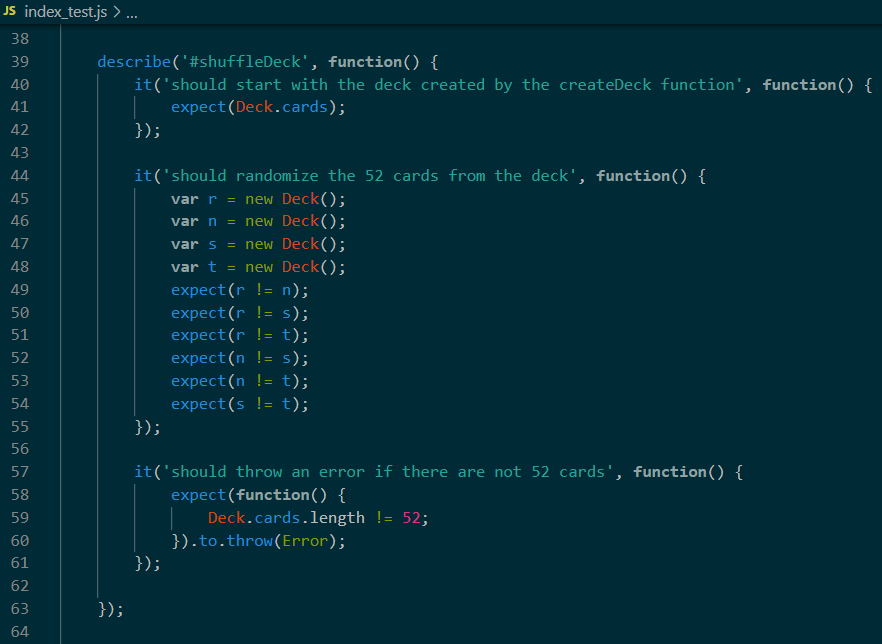 JS index_test.js > ...
38
39 describe('#shuffleDeck', function() {
40 it('should start with the deck created by the createDeck function', function() {
41 expect(Deck.cards);
42 });
43
44 it('should randomize the 52 cards from the deck', function() {
45 var r = new Deck();
46 var n = new Deck();
47 var s = new Deck();
48 var t = new Deck();
49 expect(r != n);
50 expect(r != s);
51 expect(r != t);
52 expect(n != s);
53 expect(n != t);
54 expect(s != t);
55 });
56
57 it('should throw an error if there are not 52 cards', function() {
58 expect(function() {
59 Deck.cards.length != 52;
60 }).to.throw(Error);
61 });
62
63 });
64